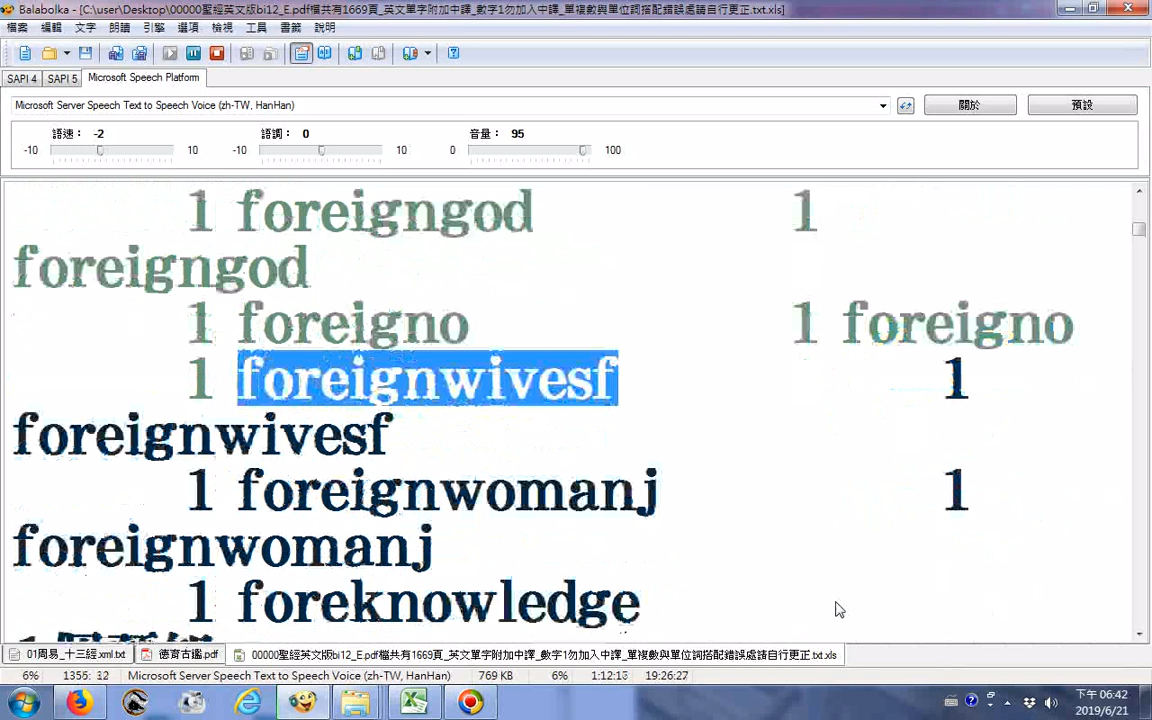 Balabolka - [C:\user\Desktop\00000聖經英文版bi12_E.pdf檔共有1669頁_英文單字附加中譯_數字1勿加入中譯_單複數與單位詞搭配錯誤處請自行更正.txt.xls]
檔案 編輯 文字 朗讀 引擎 選項 檢視 工具 書籤 說明
SAPI 4 SAPI 5 Microsoft Speech Platform
Microsoft Server Speech Text to Speech Voice (zh-TW, HanHan) 關於 預設
語速： -2 語調： 0 音量： 95
-10 10 -10 10 0 100
1 foreigngod 1
foreigngod
1 foreigno 1 foreigno
1 foreignwivesf 1
foreignwivesf
1 foreignwomanj 1
foreignwomanj
1 foreknowledge
01周易_十三經.xml.txt 德育古鑑.pdf 00000聖經英文版bi12_E.pdf檔共有1669頁_英文單字附加中譯_數字1勿加入中譯_單複數與單位詞搭配錯誤處請自行更正.txt.xls
6% 1355: 12 Microsoft Server Speech Text to Speech Voice (zh-TW, HanHan) 769 KB 6% 1:12:13 19:26:27
下午 06:42
2019/6/21